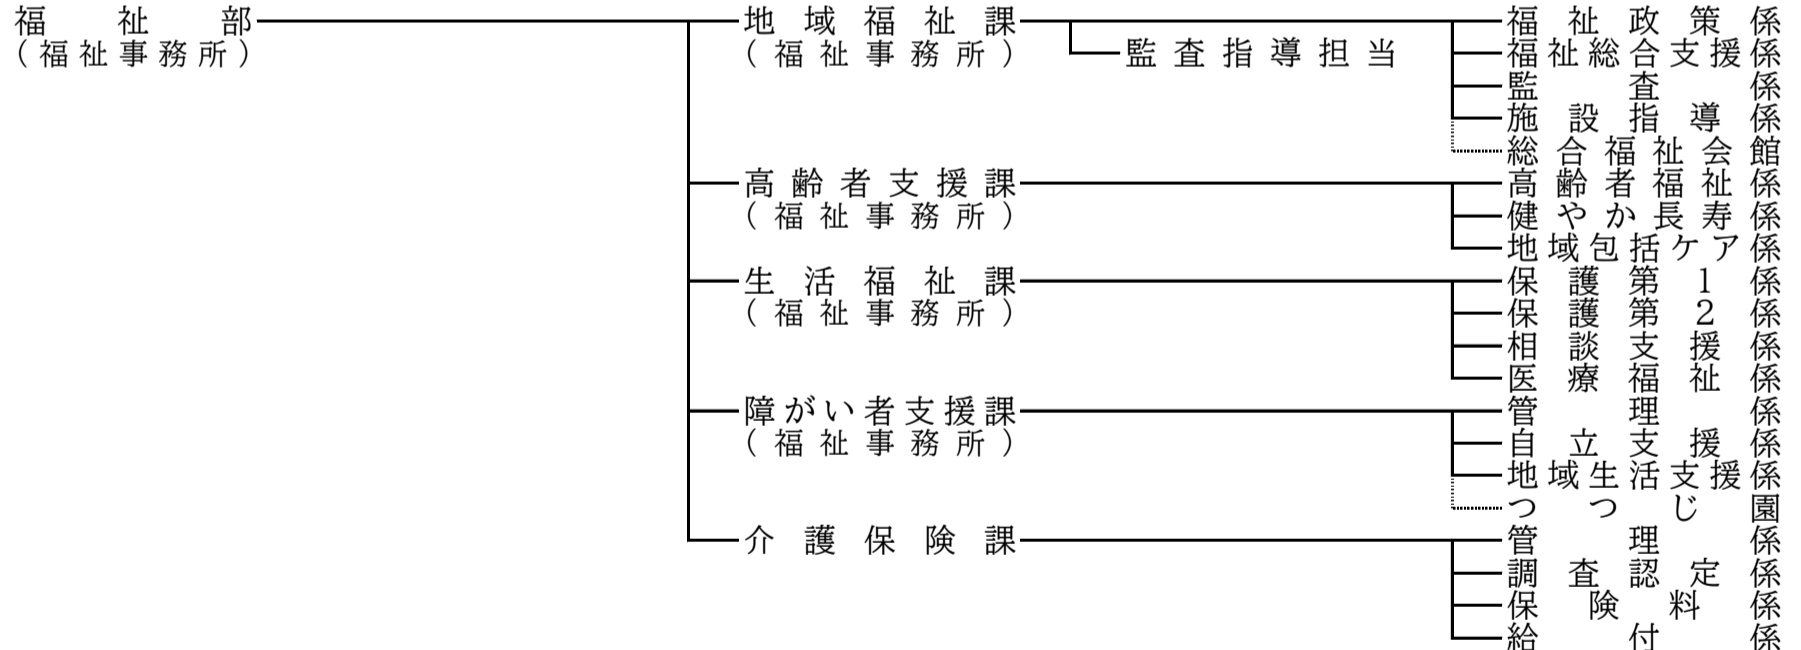 福祉部 地域福祉課 福祉政策係
（福祉事務所） （福祉事務所） 監査指導担当 福祉総合支援係
監査係
施設指導係
総合福祉会館
高齢者支援課 高齢者福祉係
（福祉事務所） 健やか長寿係
地域包括ケア係
生活福祉課 保護第１係
（福祉事務所） 保護第２係
相談支援係
医療福祉係
障がい者支援課 管理係
（福祉事務所） 自立支援係
地域生活支援係
つつじ園
介護保険課 管理係
調査認定係
保険料係
給付係